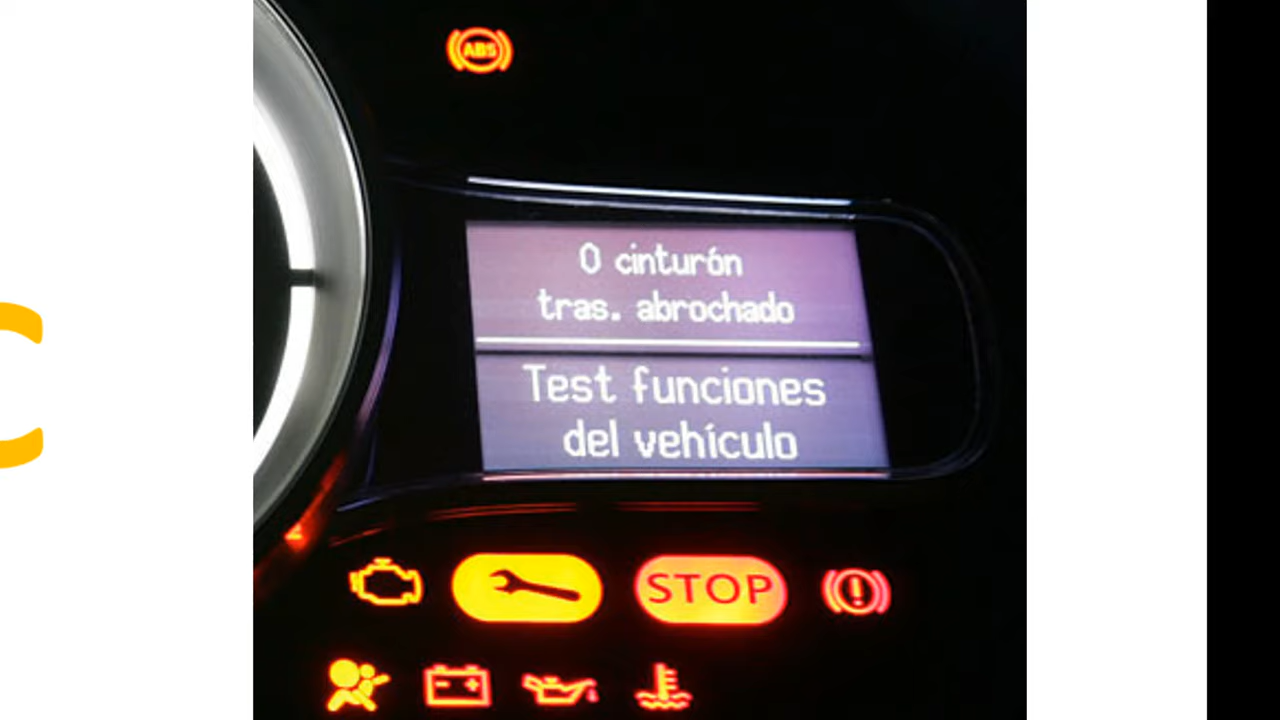 ABS
0 cinturón
tras. abrochado
Test funciones
del vehículo
STOP